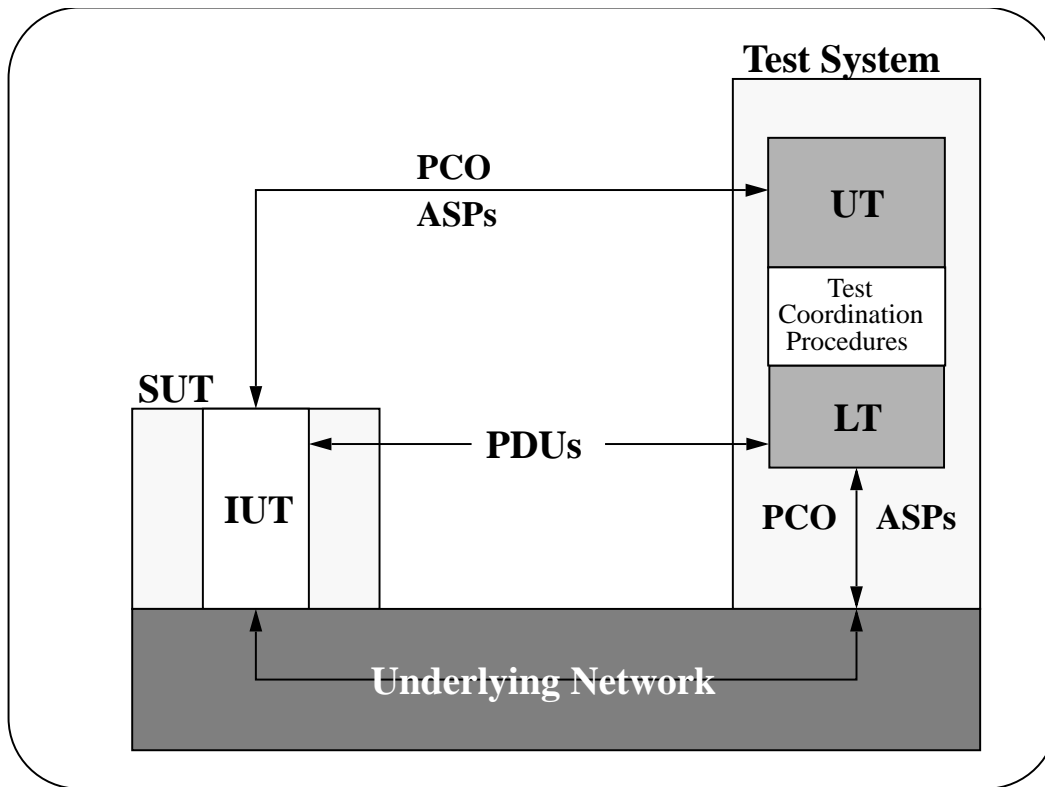 Test System
PCO
ASPs
UT
Test
Coordination
Procedures
SUT
LT
PDUs
IUT
PCO ASPs
Underlying Network